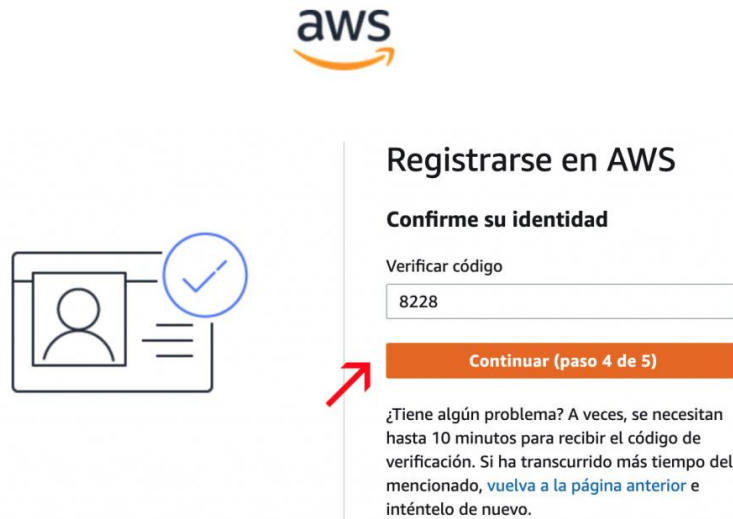 aws
Registrarse en AWS
Confirme su identidad
Verificar código
8228
Continuar (paso 4 de 5)
¿Tiene algún problema? A veces, se necesitan
hasta 10 minutos para recibir el código de
verificación. Si ha transcurrido más tiempo del
mencionado, vuelva a la página anterior e
inténtelo de nuevo.